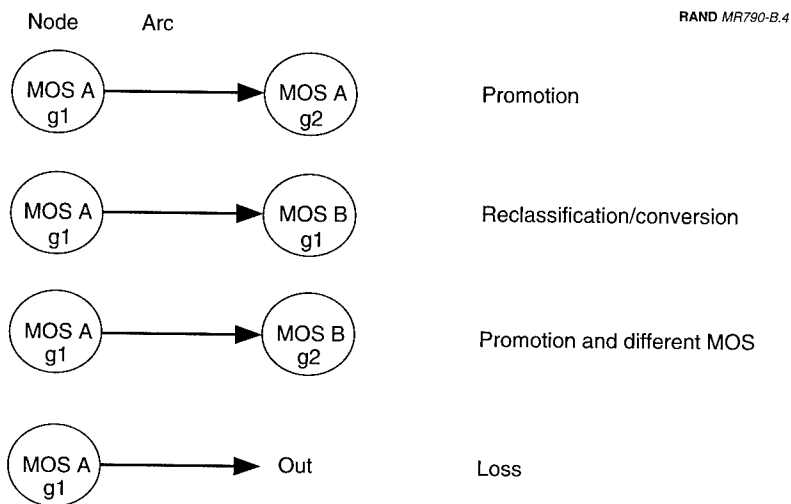 RAND MR790-B.4
Node Arc
MOS A
g1
MOS A
g2
Promotion
MOS A
g1
MOS B
g1
Reclassification/conversion
MOS A
g1
MOS B
g2
Promotion and different MOS
MOS A
g1
Out
Loss